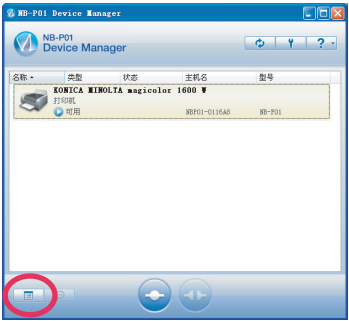 NB-P01 Device Manager
NB-P01
Device Manager
?
名称 类型 状态 主机名 型号
KONICA MINOLTA magicolor 1600 W
打印机
可用 NBP01-0116A8 NB-P01